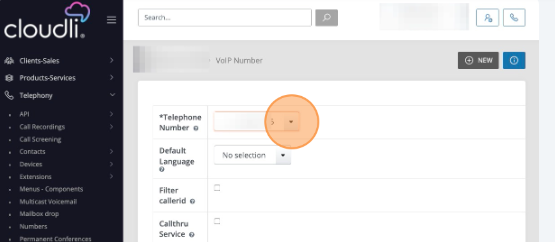 cloudli
Search...
Clients-Sales
Products-Services
Telephony
API
Call Recordings
Call Screening
Contacts
Devices
Extensions
Menus - Components
Multicast Voicemail
Mailbox drop
Numbers
Permanent Conferences
VoIP Number
NEW
*Telephone
Number
Default
Language
No selection
Filter
callerid
Callthru
Service